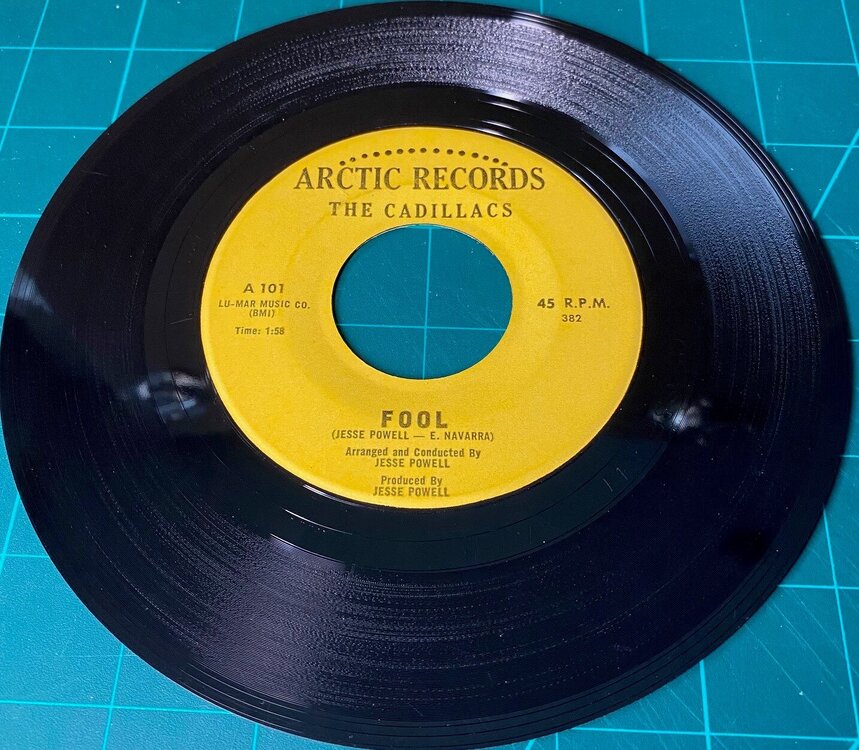 ARCTIC RECORDS
THE CADILLACS
A 101
LU-MAR MUSIC CO.
(BMI)
Time: 1:58
45 R.P.M.
382
FOOL
(JESSE POWELL — E. NAVARRA)
Arranged and Conducted By
JESSE POWELL
Produced By
JESSE POWELL